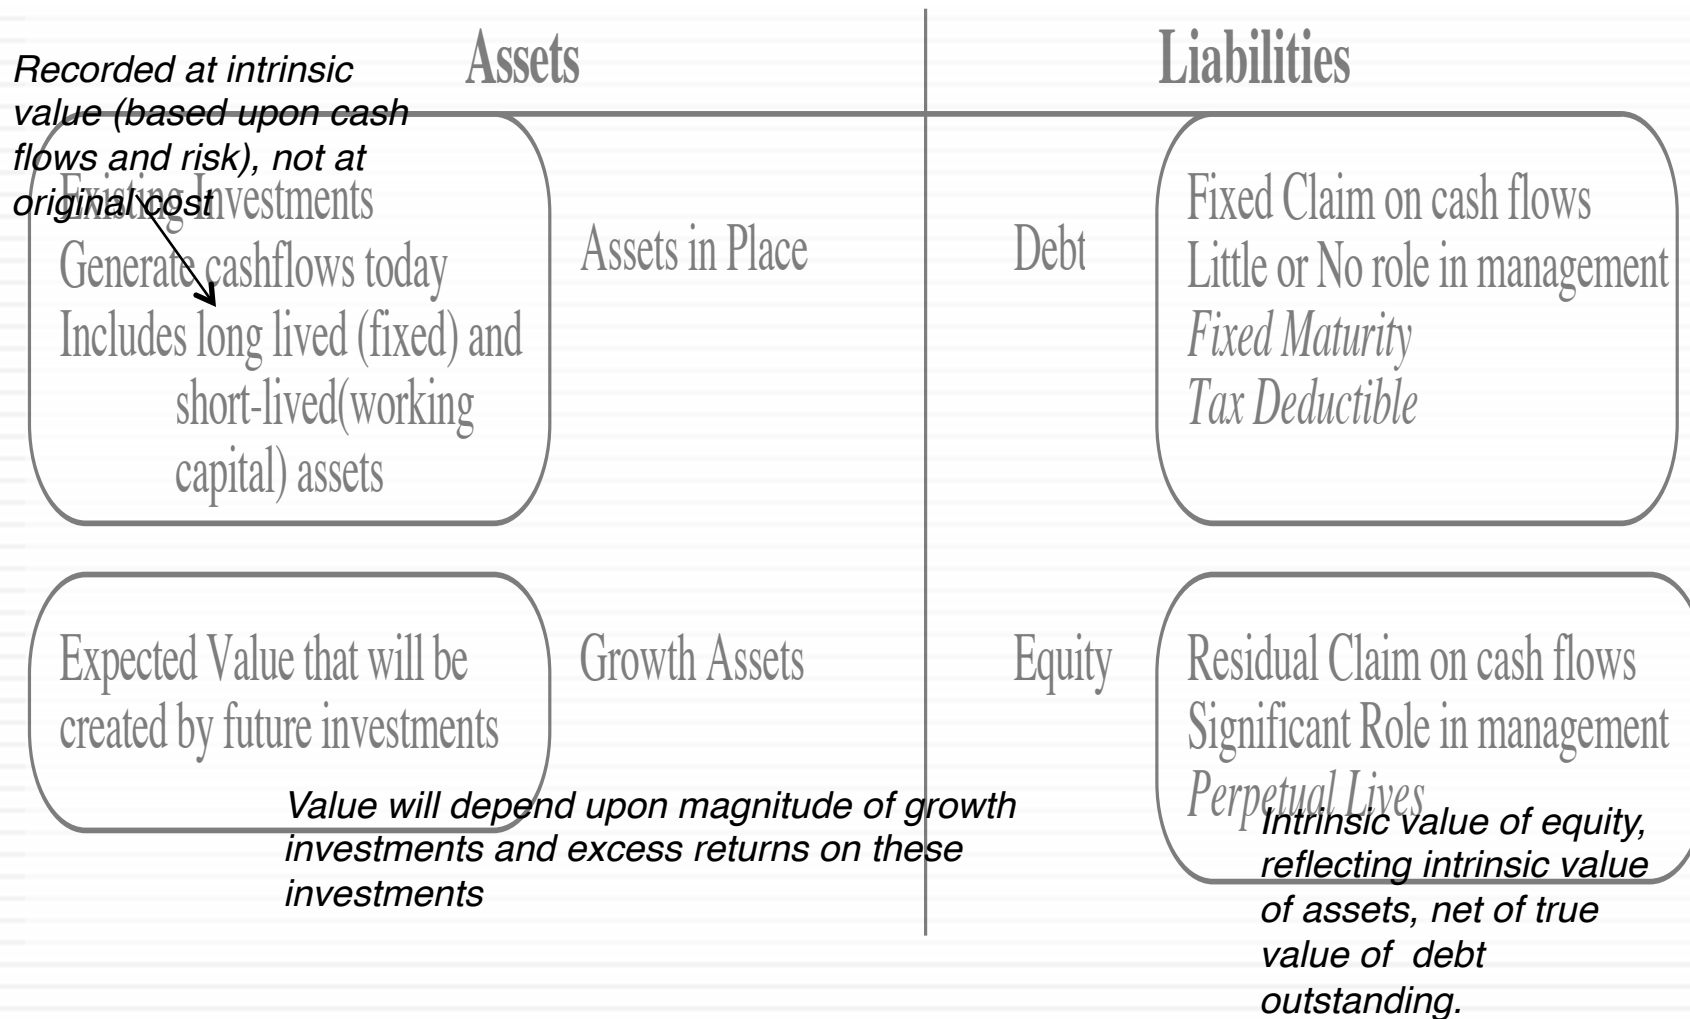 Assets
Liabilities
Recorded at intrinsic
value (based upon cash
flows and risk), not at
original cost
Existing Investments
Generate cashflows today
Includes long lived (fixed) and
short-lived(working
capital) assets
Assets in Place
Debt
Fixed Claim on cash flows
Little or No role in management
Fixed Maturity
Tax Deductible
Expected Value that will be
created by future investments
Growth Assets
Equity
Residual Claim on cash flows
Significant Role in management
Perpetual Lives
Value will depend upon magnitude of growth
investments and excess returns on these
investments
Intrinsic value of equity,
reflecting intrinsic value
of assets, net of true
value of debt
outstanding.